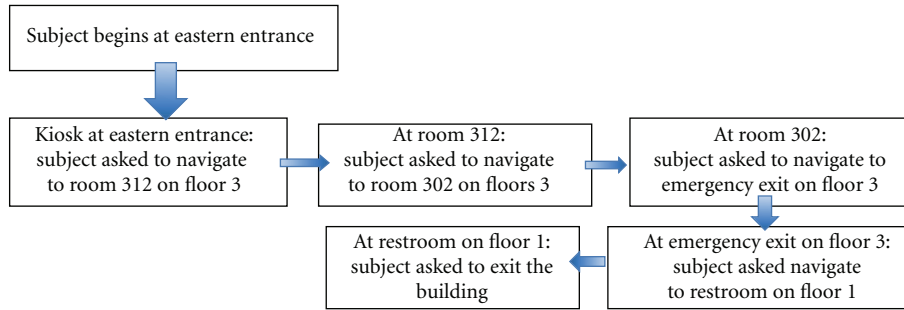 Subject begins at eastern entrance
Kiosk at eastern entrance:
subject asked to navigate
to room 312 on floor 3
At room 312:
subject asked to navigate
to room 302 on floors 3
At room 302:
subject asked to navigate to
emergency exit on floor 3
At emergency exit on floor 3:
subject asked navigate
to restroom on floor 1
At restroom on floor 1:
subject asked to exit the
building